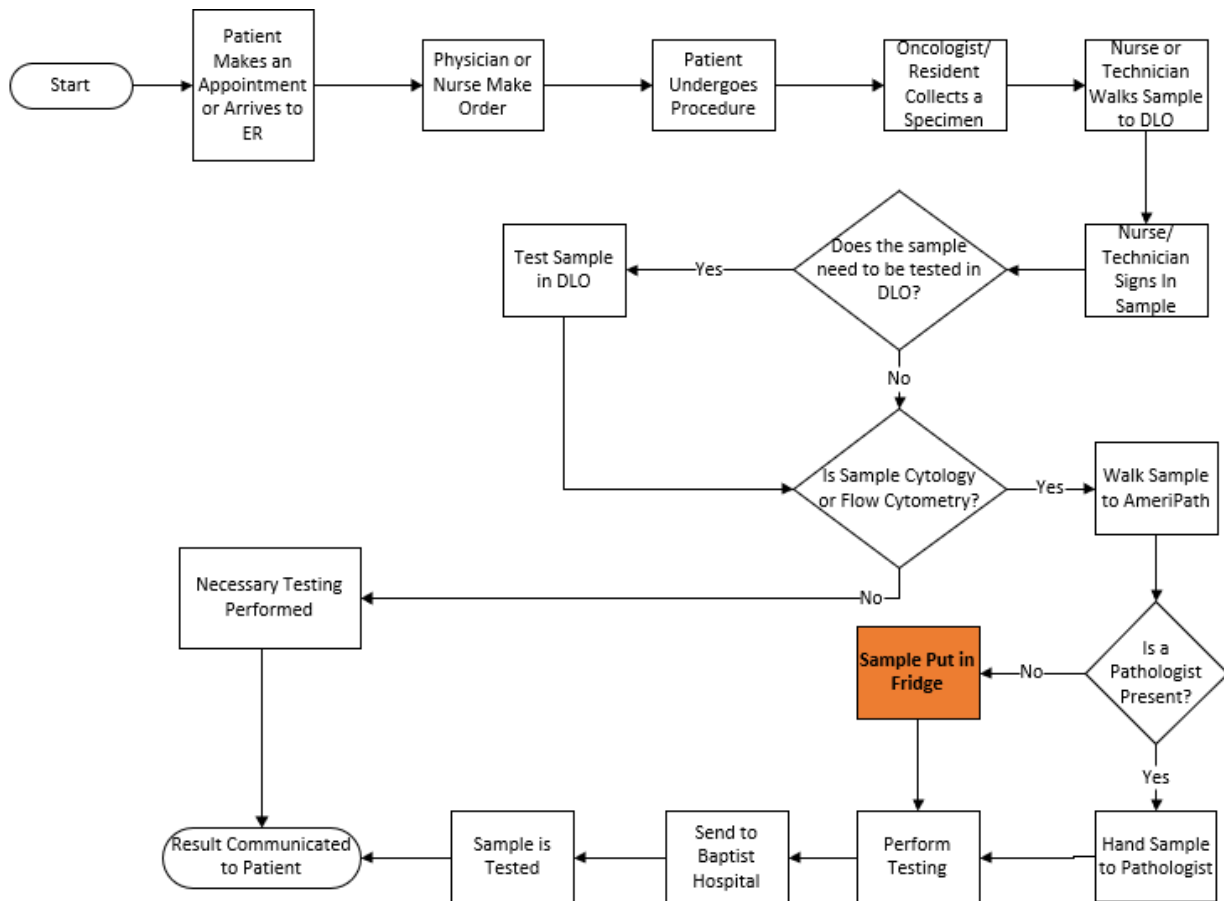 Start
Patient
Makes an
Appointment
or Arrives to
ER
Physician or
Nurse Make
Order
Patient
Undergoes
Procedure
Oncologist/
Resident
Collects a
Specimen
Nurse or
Technician
Walks Sample
to DLO
Nurse/
Technician
Signs In
Sample
Does the sample
need to be tested in
DLO?
Yes
Test Sample
in DLO
No
Is Sample Cytology
or Flow Cytometry?
Yes
Walk Sample
to AmeriPath
No
Necessary Testing
Performed
Is a
Pathologist
Present?
No
Sample Put in
Fridge
Yes
Hand Sample
to Pathologist
Perform
Testing
Send to
Baptist
Hospital
Sample is
Tested
Result Communicated
to Patient